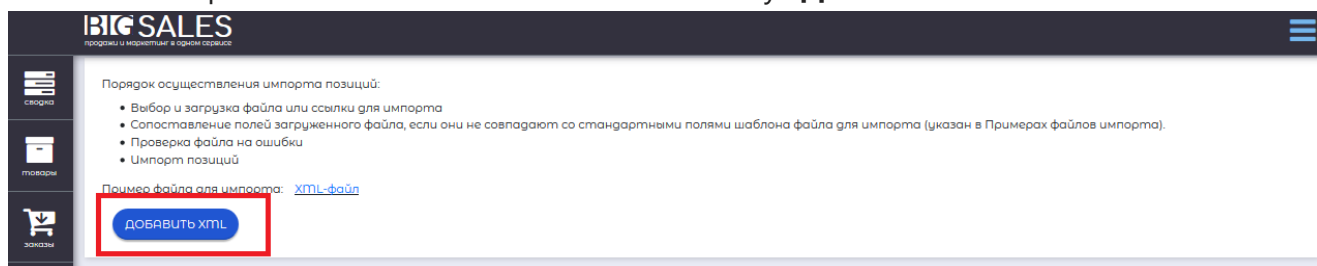 BIG SALES
продажи и маркетинг в одном сервисе
сводка
товары
заказы
Порядок осуществления импорта позиций:
• Выбор и загрузка файла или ссылки для импорта
• Сопоставление полей загруженного файла, если они не совпадают со стандартными полями шаблона файла для импорта (указан в Примерах файлов импорта).
• Проверка файла на ошибки
• Импорт позиций
Пример файла для импорта: XML-файл
ДОБАВИТЬ XML